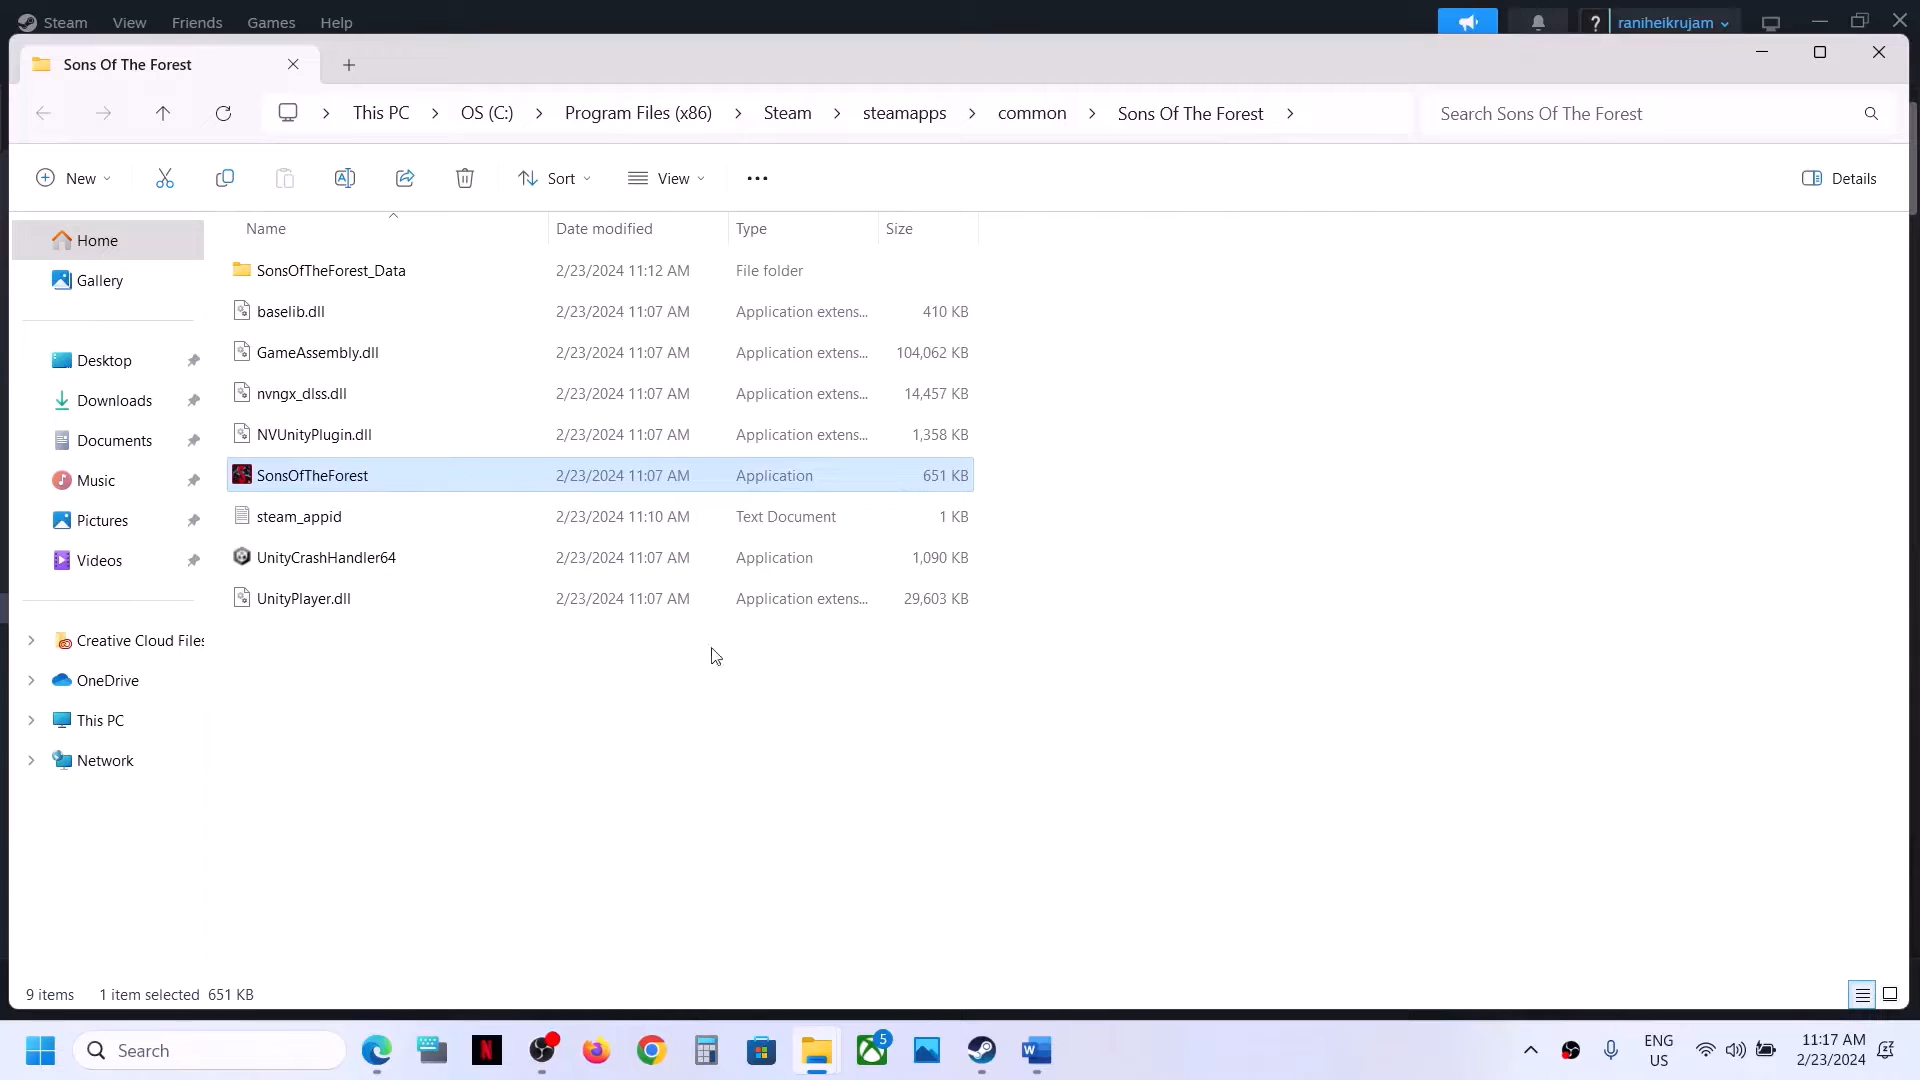 Steam View Friends Games Help raniheikrujam
Sons Of The Forest
This PC OS (C:) Program Files (x86) Steam steamapps common Sons Of The Forest Search Sons Of The Forest
New Sort View Details
Name Date modified Type Size
Home
Gallery
Desktop
Downloads
Documents
Music
Pictures
Videos
Creative Cloud Files
OneDrive
This PC
Network
SonsOfTheForest_Data 2/23/2024 11:12 AM File folder
baselib.dll 2/23/2024 11:07 AM Application extens... 410 KB
GameAssembly.dll 2/23/2024 11:07 AM Application extens... 104,062 KB
nvngx_dlss.dll 2/23/2024 11:07 AM Application extens... 14,457 KB
NVUnityPlugin.dll 2/23/2024 11:07 AM Application extens... 1,358 KB
SonsOfTheForest 2/23/2024 11:07 AM Application 651 KB
steam_appid 2/23/2024 11:10 AM Text Document 1 KB
UnityCrashHandler64 2/23/2024 11:07 AM Application 1,090 KB
UnityPlayer.dll 2/23/2024 11:07 AM Application extens... 29,603 KB
9 items 1 item selected 651 KB
Search 5 ENG 11:17 AM
US 2/23/2024